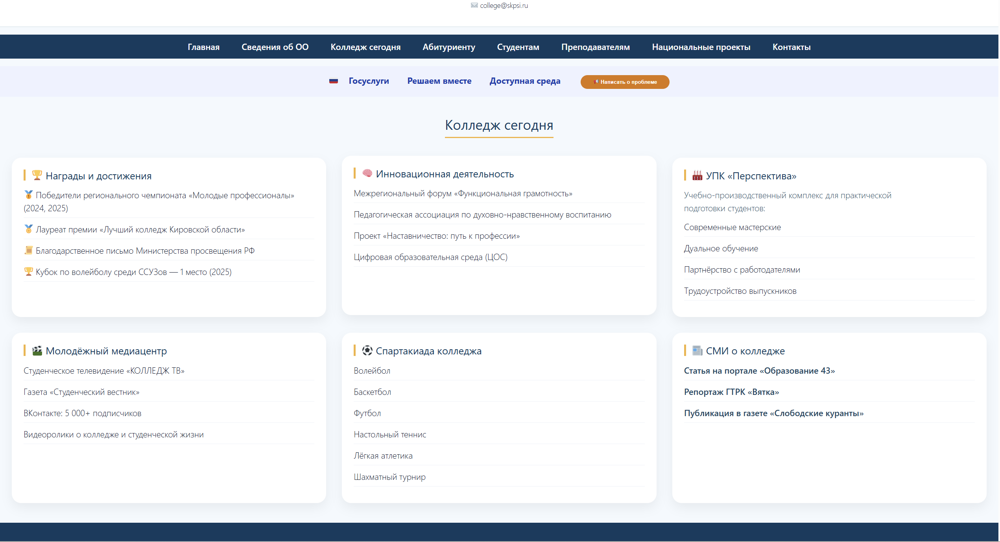 college@skpsi.ru
Главная Сведения об ОО Колледж сегодня Абитуриенту Студентам Преподавателям Национальные проекты Контакты
Госуслуги Решаем вместе Доступная среда Написать о проблеме
Колледж сегодня
Награды и достижения
Победители регионального чемпионата «Молодые профессионалы»
(2024, 2025)
Лауреат премии «Лучший колледж Кировской области»
Благодарственное письмо Министерства просвещения РФ
Кубок по волейболу среди ССУЗов — 1 место (2025)
Инновационная деятельность
Межрегиональный форум «Функциональная грамотность»
Педагогическая ассоциация по духовно-нравственному воспитанию
Проект «Наставничество: путь к профессии»
Цифровая образовательная среда (ЦОС)
УПК «Перспектива»
Учебно-производственный комплекс для практической
подготовки студентов:
Современные мастерские
Дуальное обучение
Партнёрство с работодателями
Трудоустройство выпускников
Молодёжный медиацентр
Студенческое телевидение «КОЛЛЕДЖ ТВ»
Газета «Студенческий вестник»
ВКонтакте: 5 000+ подписчиков
Видеоролики о колледже и студенческой жизни
Спартакиада колледжа
Волейбол
Баскетбол
Футбол
Настольный теннис
Лёгкая атлетика
Шахматный турнир
СМИ о колледже
Статья на портале «Образование 43»
Репортаж ГТРК «Вятка»
Публикация в газете «Слободские куранты»